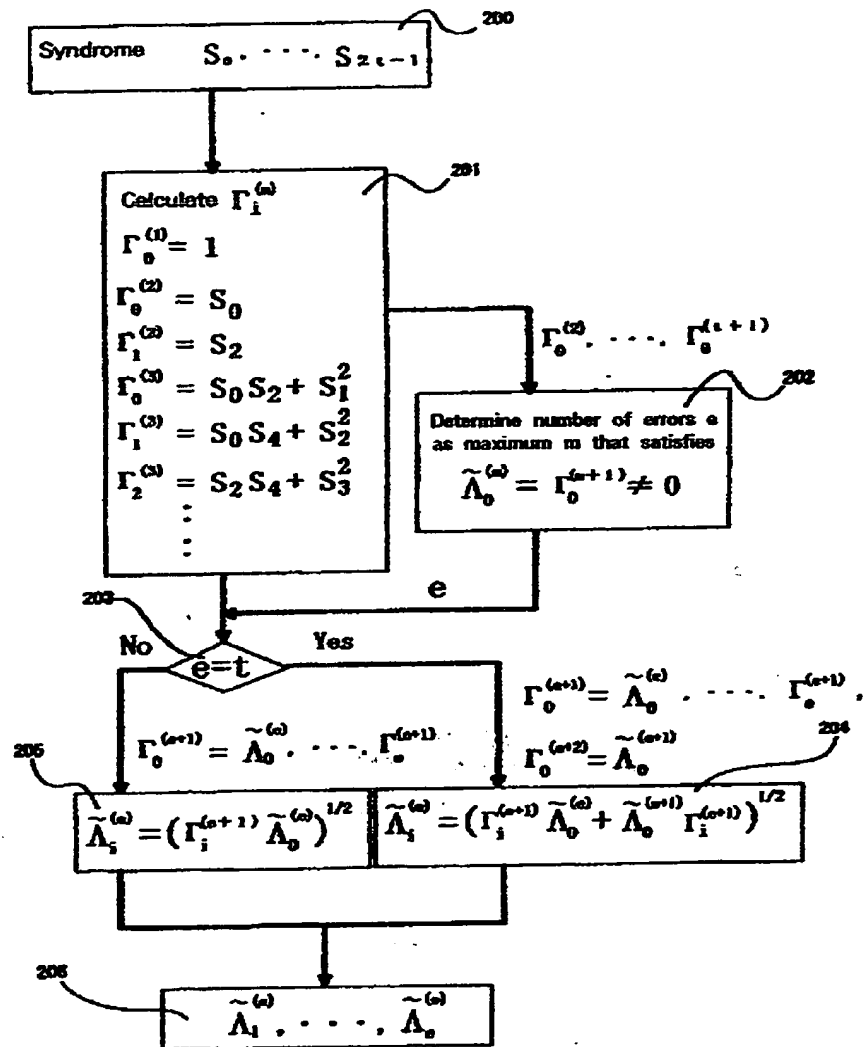 200
Syndrome S₀. ‑‑‑‑. S₂ₜ₋₁
201
Calculate Γᵢ⁽ᵐ⁾
Γ₀⁽¹⁾ = 1
Γ₀⁽²⁾ = S₀
Γ₁⁽²⁾ = S₂
Γ₀⁽³⁾ = S₀S₂ + S₁²
Γ₁⁽³⁾ = S₀S₄ + S₂²
Γ₂⁽³⁾ = S₂S₄ + S₃²
Γ₀⁽²⁾. ‑‑‑‑. Γ₀⁽ᵗ⁺¹⁾
202
Determine number of errors e
as maximum m that satisfies
Λ̃₀⁽ᵐ⁾ = Γ₀⁽ᵐ⁺¹⁾ ≠ 0
e
203
No
Yes
e=t
Γ₀⁽ᵉ⁺¹⁾ = Λ̃₀⁽ᵉ⁾. ‑‑‑‑. Γₑ⁽ᵉ⁺¹⁾,
Γ₀⁽ᵉ⁺²⁾ = Λ̃₀⁽ᵉ⁺¹⁾
204
205
Γ₀⁽ᵉ⁺¹⁾ = Λ̃₀⁽ᵉ⁾. ‑‑‑‑. Γₑ⁽ᵉ⁺¹⁾
Λ̃ᵢ⁽ᵉ⁾ = (Γᵢ⁽ᵉ⁺¹⁾ Λ̃₀⁽ᵉ⁾)^1/2
Λ̃ᵢ⁽ᵉ⁾ = (Γᵢ⁽ᵉ⁺¹⁾ Λ̃₀⁽ᵉ⁾ + Λ̃₀⁽ᵉ⁺¹⁾ Γᵢ⁽ᵉ⁺¹⁾)^1/2
206
Λ̃₁⁽ᵉ⁾. ‑‑‑‑, Λ̃ₑ⁽ᵉ⁾